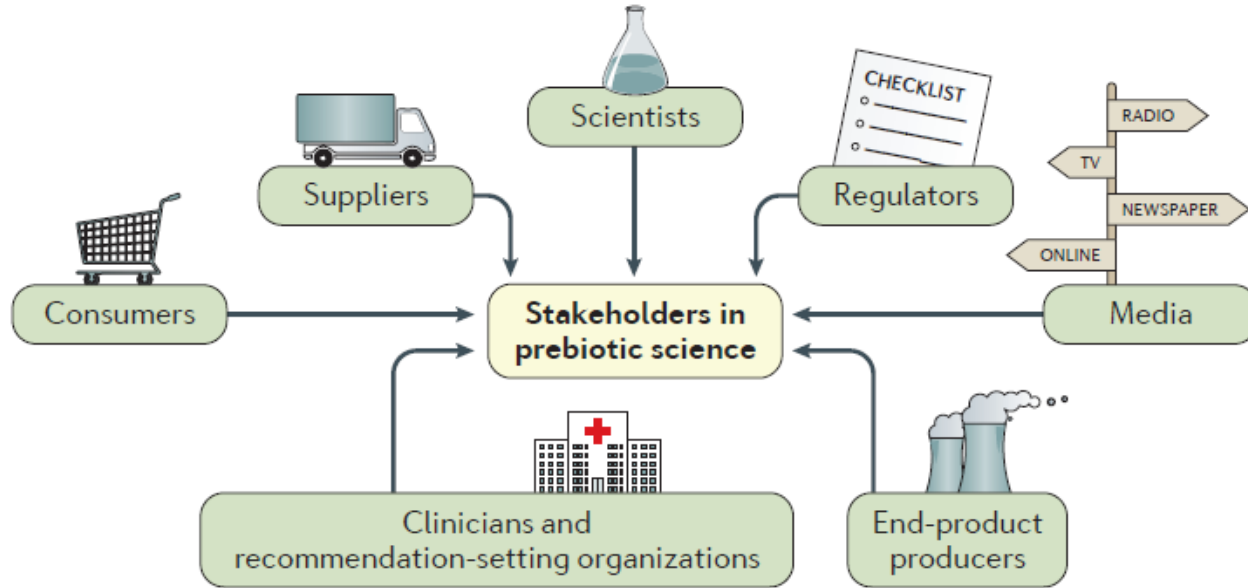 Scientists
CHECKLIST
RADIO
TV
NEWSPAPER
ONLINE
Suppliers
Regulators
Consumers
Stakeholders in
prebiotic science
Media
Clinicians and
recommendation-setting organizations
End-product
producers